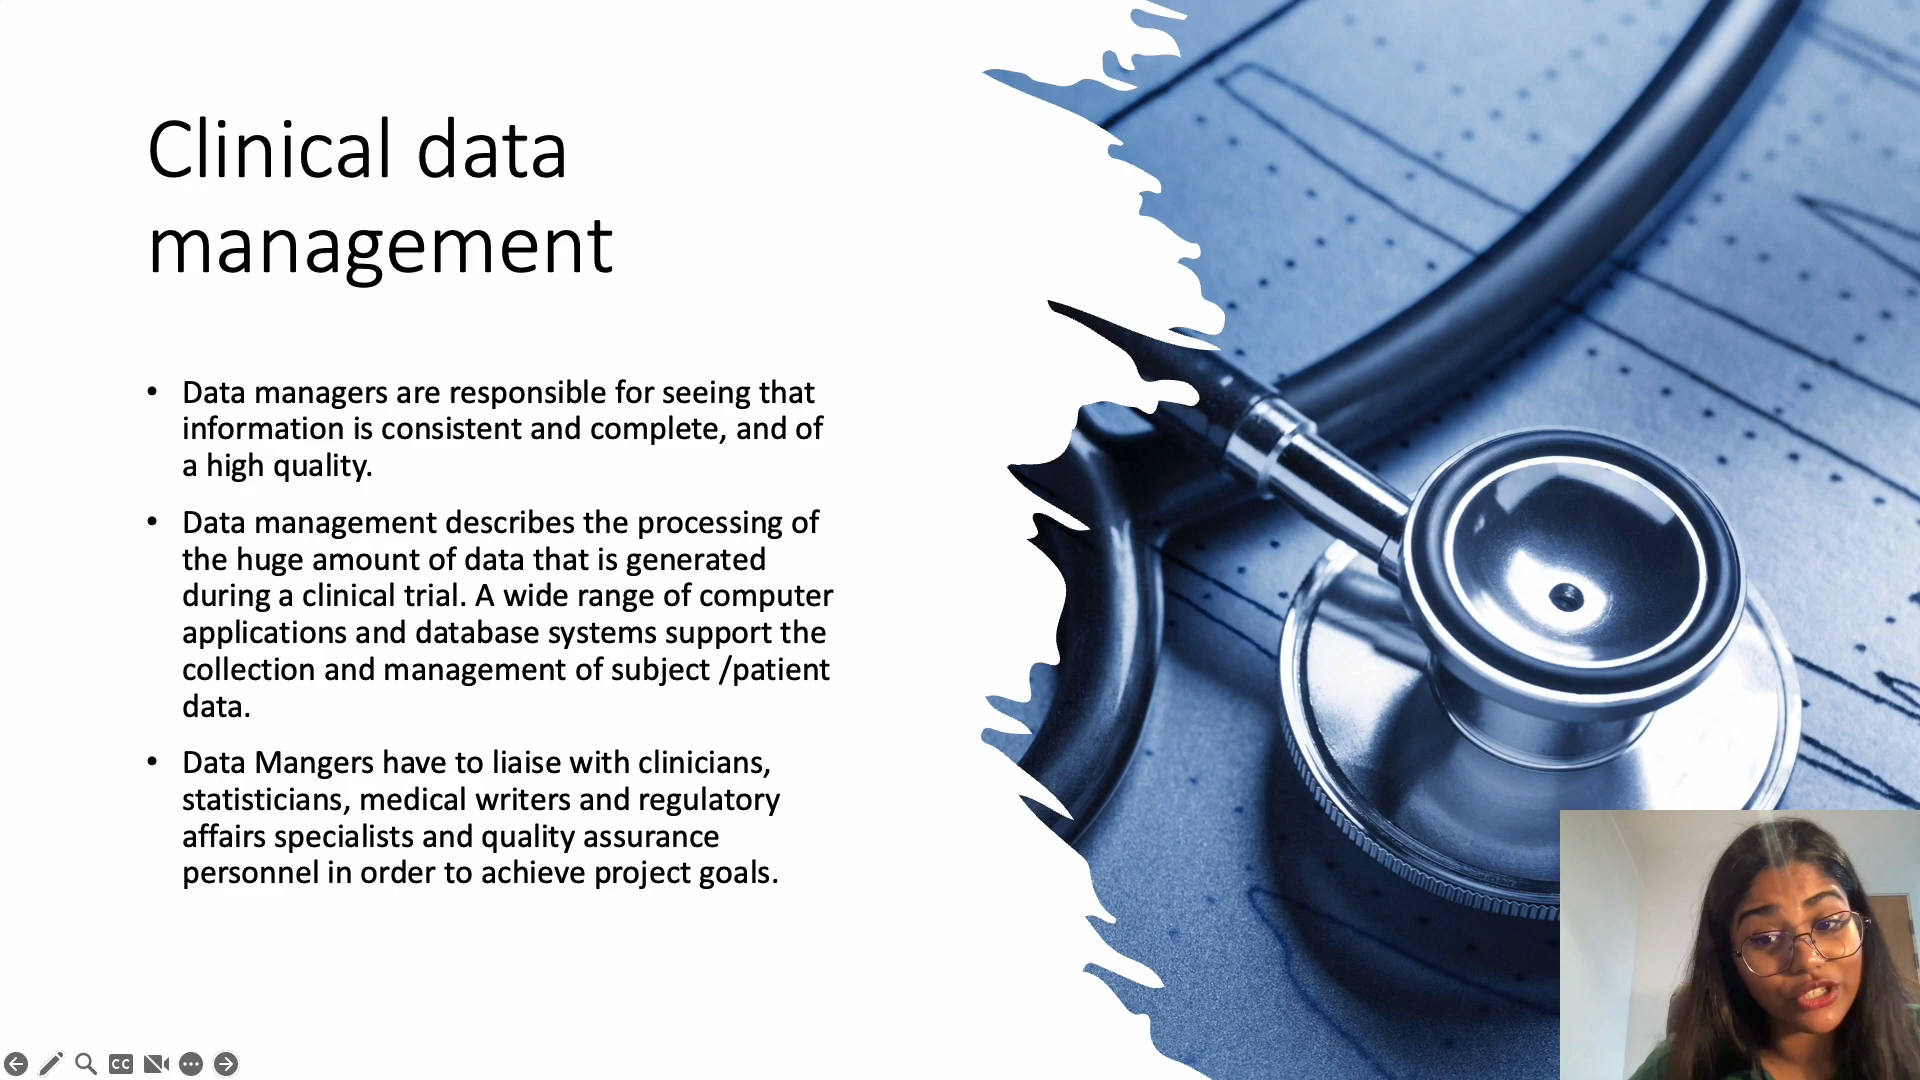 Clinical data
management
• Data managers are responsible for seeing that
information is consistent and complete, and of
a high quality.
• Data management describes the processing of
the huge amount of data that is generated
during a clinical trial. A wide range of computer
applications and database systems support the
collection and management of subject /patient
data.
• Data Mangers have to liaise with clinicians,
statisticians, medical writers and regulatory
affairs specialists and quality assurance
personnel in order to achieve project goals.
CC